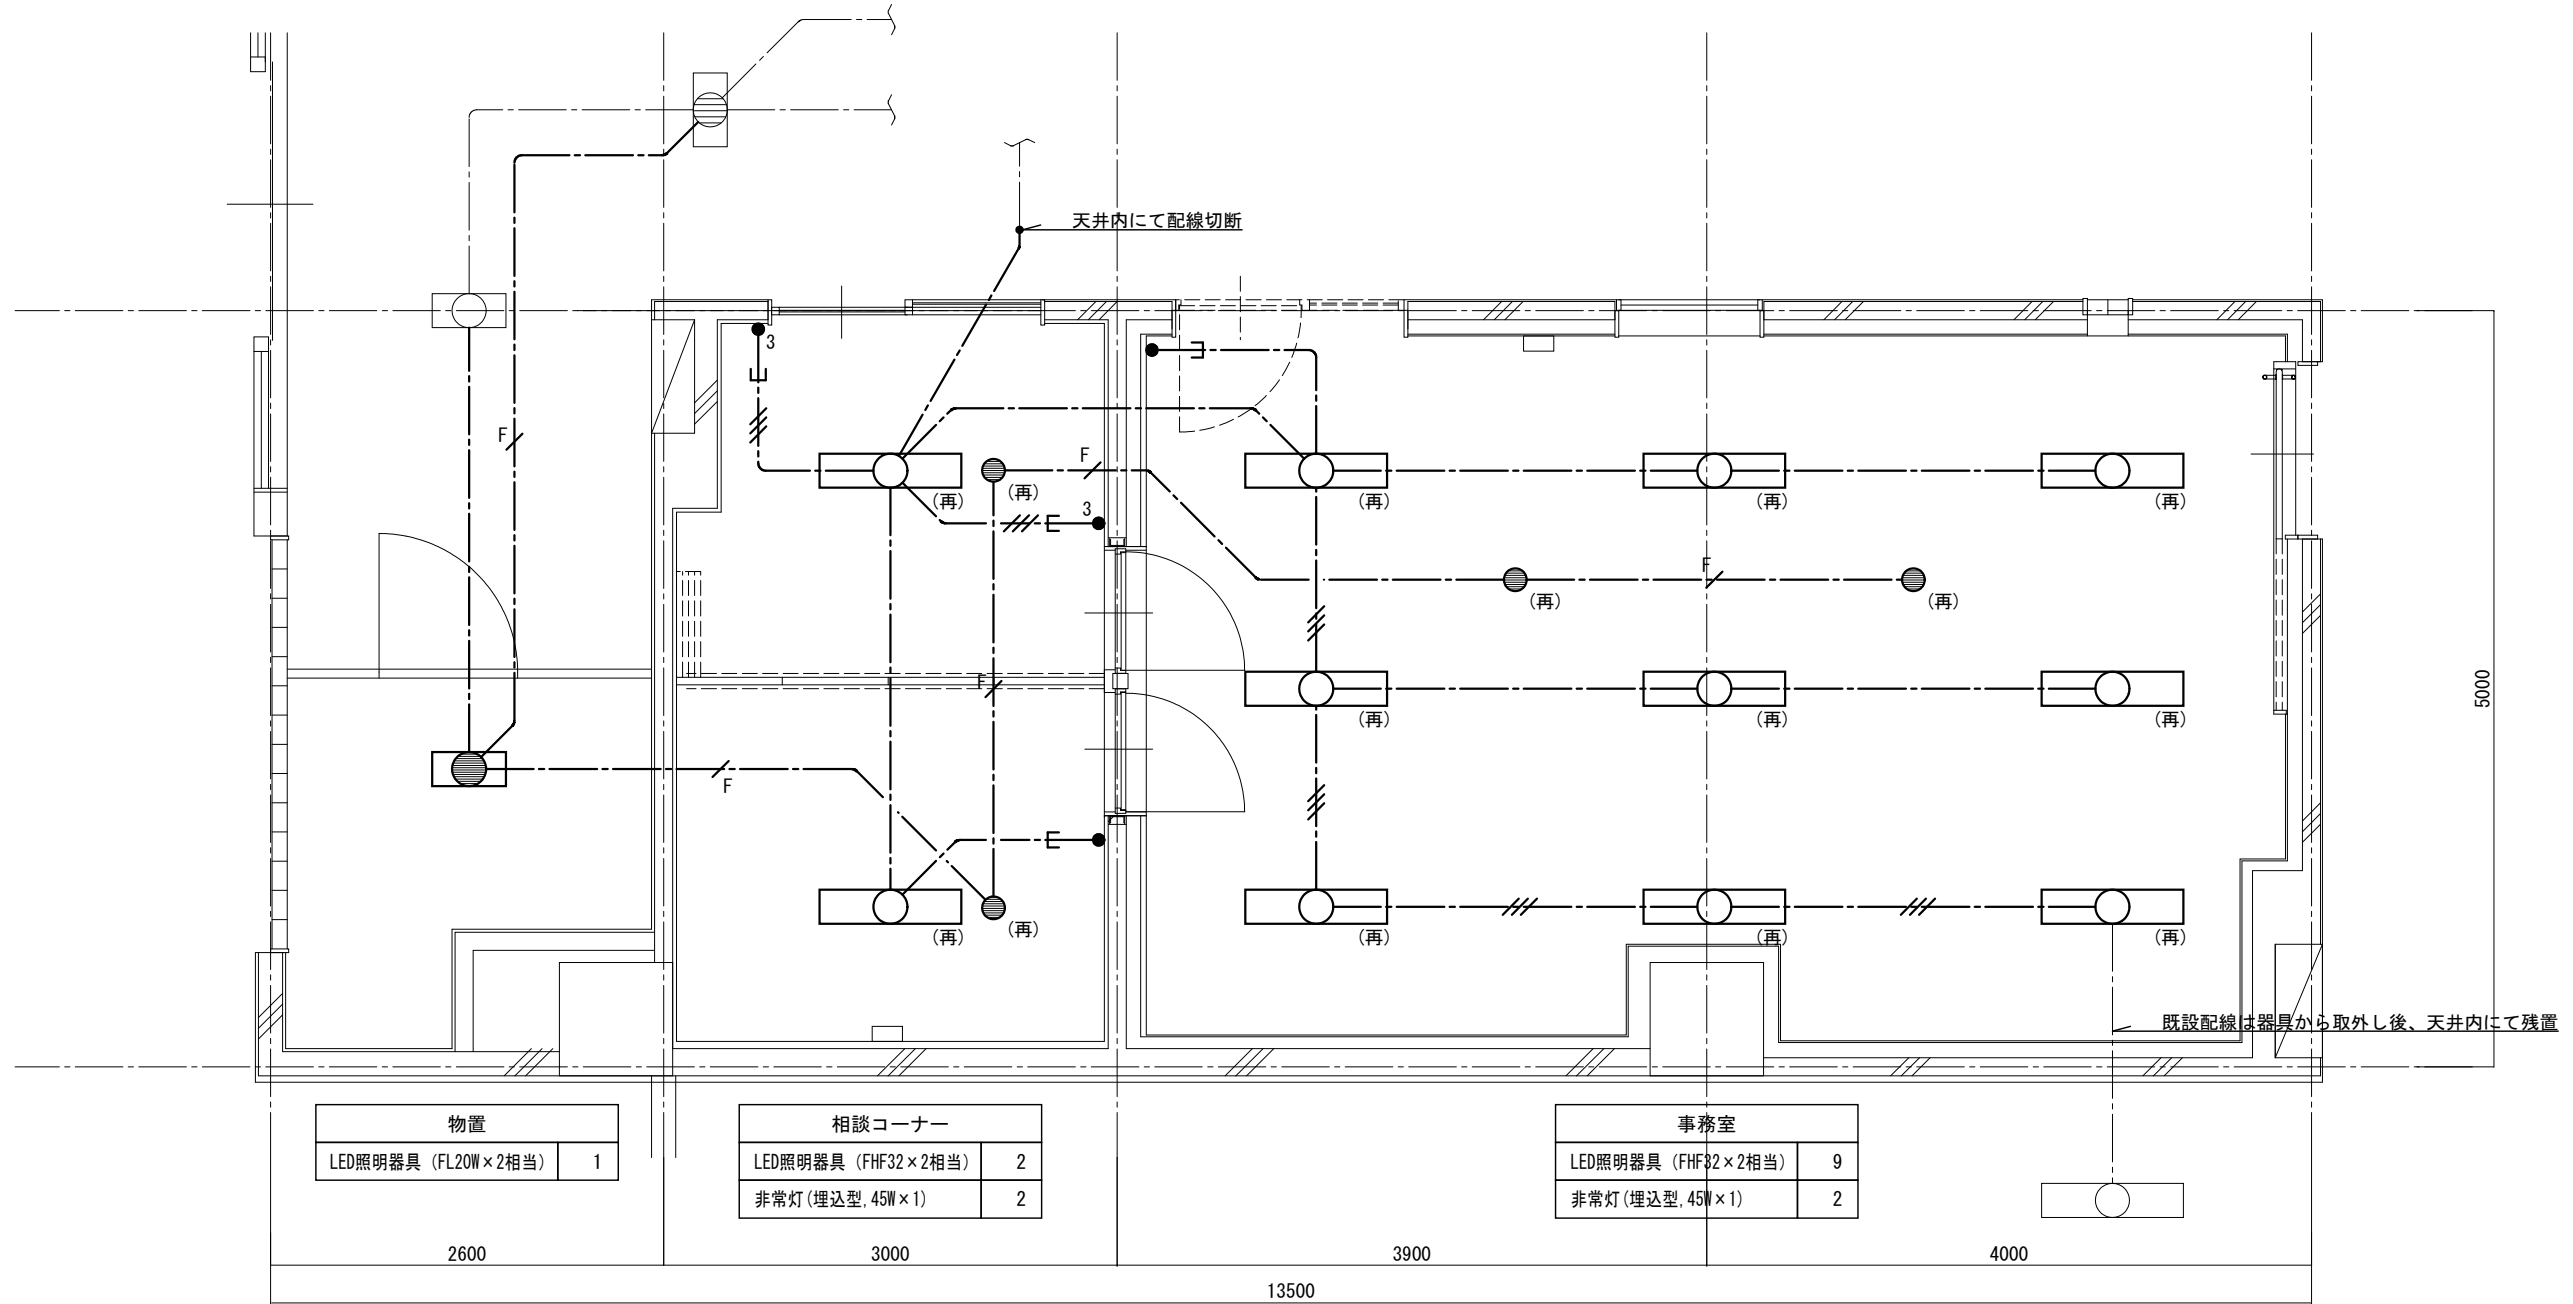 天井内にて配線切断
3
F
F
(再)
(再)
(再)
(再)
(再)
3
F
(再)
(再)
F
(再)
(再)
(再)
5000
F
(再)
(再)
(再)
(再)
(再)
既設配線は器具から取外し後、天井内にて残置
物置
LED照明器具 (FL20W×2相当) 1
相談コーナー
LED照明器具 (FHF32×2相当) 2
非常灯(埋込型,45W×1) 2
事務室
LED照明器具 (FHF32×2相当) 9
非常灯(埋込型,45W×1) 2
2600
3000
3900
4000
13500